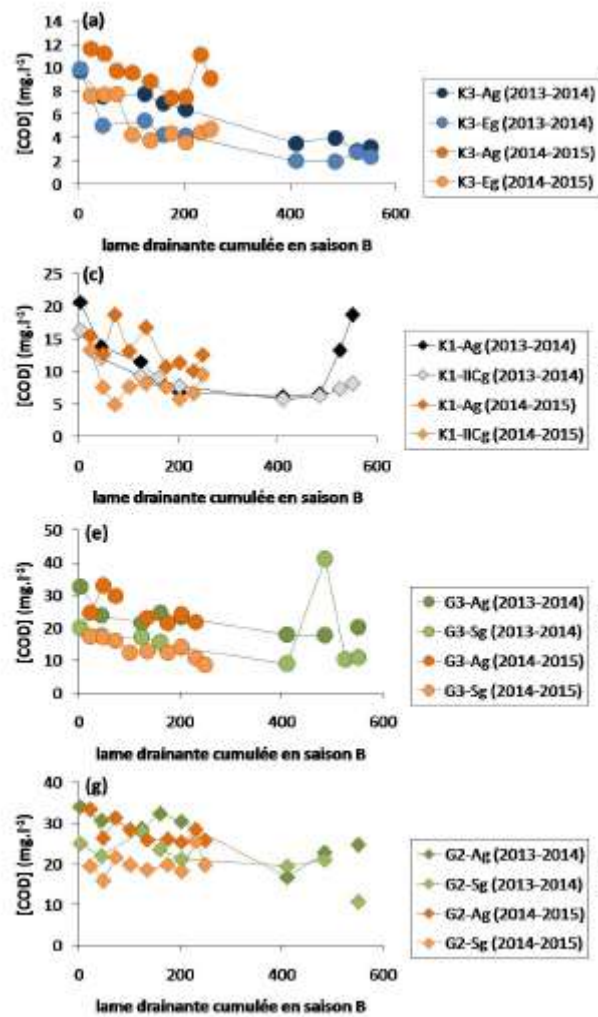 (a)
[COD] (mg.l⁻¹)
14
12
10
8
6
4
2
0
0 200 400 600
lame drainante cumulée en saison B
K3-Ag (2013-2014)
K3-Eg (2013-2014)
K3-Ag (2014-2015)
K3-Eg (2014-2015)
(c)
[COD] (mg.l⁻¹)
25
20
15
10
5
0
0 200 400 600
lame drainante cumulée en saison B
K1-Ag (2013-2014)
K1-IICg (2013-2014)
K1-Ag (2014-2015)
K1-IICg (2014-2015)
(e)
[COD] (mg.l⁻¹)
50
40
30
20
10
0
0 200 400 600
lame drainante cumulée en saison B
G3-Ag (2013-2014)
G3-Sg (2013-2014)
G3-Ag (2014-2015)
G3-Sg (2014-2015)
(g)
[COD] (mg.l⁻¹)
40
30
20
10
0
0 200 400 600
lame drainante cumulée en saison B
G2-Ag (2013-2014)
G2-Sg (2013-2014)
G2-Ag (2014-2015)
G2-Sg (2014-2015)